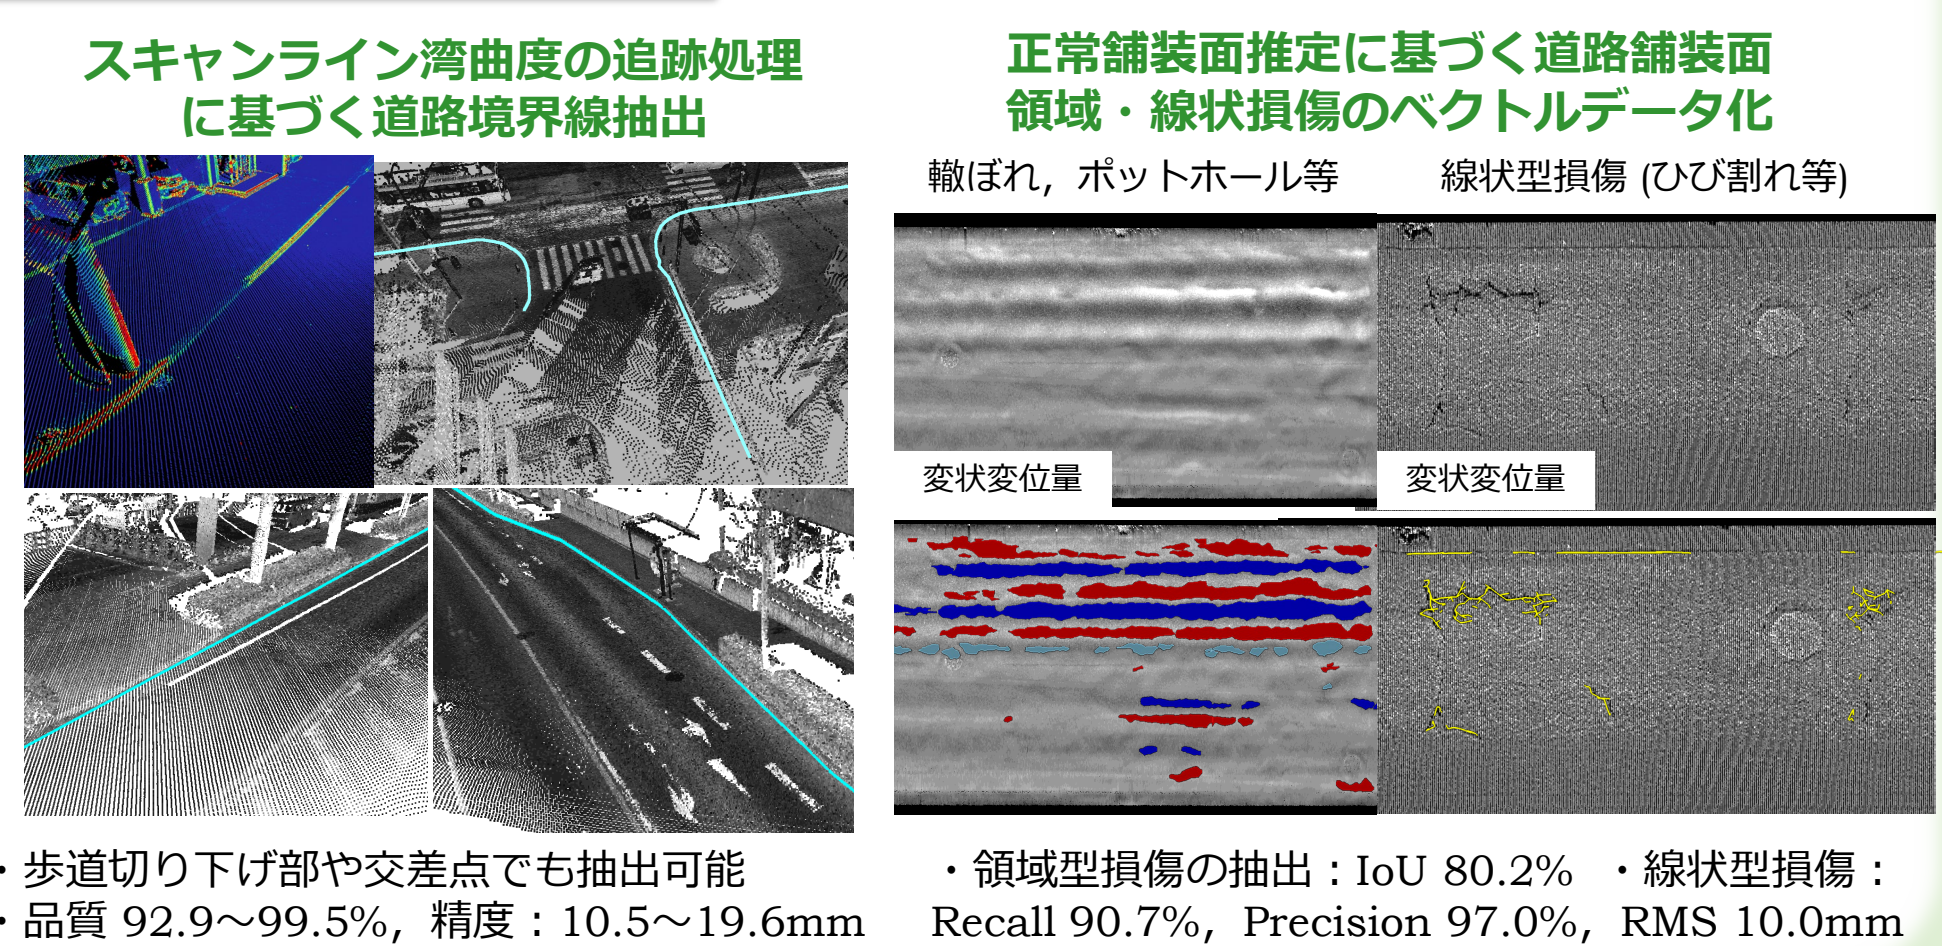 スキャンライン湾曲度の追跡処理
に基づく道路境界線抽出
・歩道切り下げ部や交差点でも抽出可能
・品質 92.9～99.5%，精度：10.5～19.6mm
正常舗装面推定に基づく道路舗装面
領域・線状損傷のベクトルデータ化
轍ぼれ，ポットホール等
線状型損傷 (ひび割れ等)
変状変位量
変状変位量
・領域型損傷の抽出：IoU 80.2%　・線状型損傷：
Recall 90.7%，Precision 97.0%，RMS 10.0mm